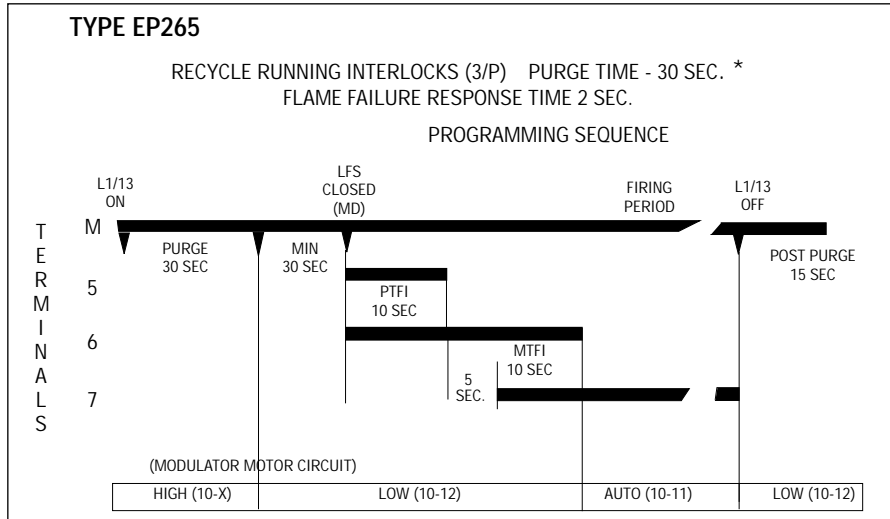 TYPE EP265
RECYCLE RUNNING INTERLOCKS (3/P) PURGE TIME - 30 SEC. *
FLAME FAILURE RESPONSE TIME 2 SEC.
PROGRAMMING SEQUENCE
L1/13
ON
LFS
CLOSED
(MD)
FIRING
PERIOD
L1/13
OFF
TERMINALS
M
PURGE
30 SEC
MIN
30 SEC
POST PURGE
15 SEC
5
PTFI
10 SEC
6
MTFI
10 SEC
5
SEC.
7
(MODULATOR MOTOR CIRCUIT)
HIGH (10-X)
LOW (10-12)
AUTO (10-11)
LOW (10-12)